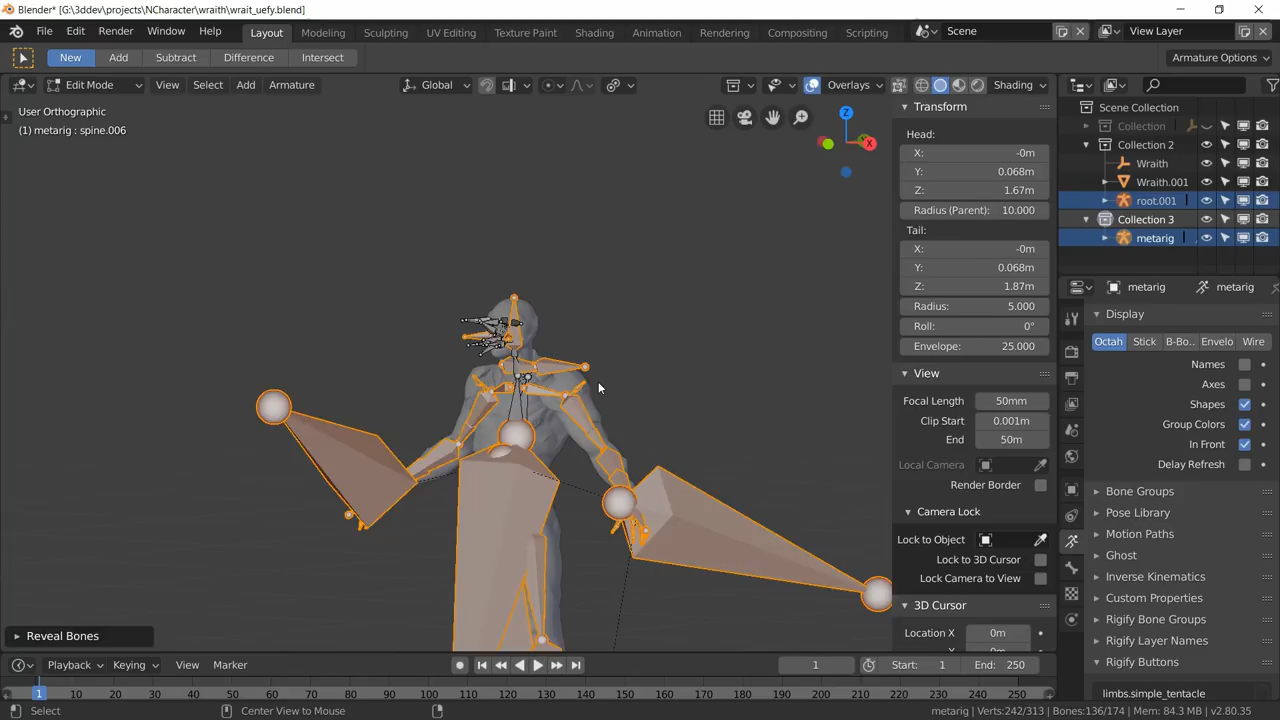 Blender* [G:\3ddev\projects\NCharacter\wraith\wrait_uefy.blend]
File Edit Render Window Help Layout Modeling Sculpting UV Editing Texture Paint Shading Animation Rendering Compositing Scripting Scene View Layer
New Add Subtract Difference Intersect Armature Options
Edit Mode View Select Add Armature Global Overlays Shading
User Orthographic
(1) metarig : spine.006
Transform
Head:
X: -0m
Y: 0.068m
Z: 1.67m
Radius (Parent): 10.000
Tail:
X: -0m
Y: 0.068m
Z: 1.87m
Radius: 5.000
Roll: 0°
Envelope: 25.000
View
Focal Length 50mm
Clip Start 0.001m
End 50m
Local Camera
Render Border
Camera Lock
Lock to Object
Lock to 3D Cursor
Lock Camera to View
3D Cursor
Location X 0m
Scene Collection
Collection
Collection 2
Wraith
Wraith.001
root.001
Collection 3
metarig
metarig metarig
Display
Octah Stick B-Bo.. Envelo Wire
Names
Axes
Shapes
Group Colors
In Front
Delay Refresh
Bone Groups
Pose Library
Motion Paths
Ghost
Inverse Kinematics
Custom Properties
Rigify Bone Groups
Rigify Layer Names
Rigify Buttons
limbs.simple_tentacle
Z
X
Reveal Bones
Playback Keying View Marker 1 Start: 1 End: 250
1 10 20 30 40 50 60 70 80 90 100 110 120 130 140 150 160 170 180 190 200 210 220 230 240 250
Select Center View to Mouse metarig | Verts:242/313 | Bones:136/174 | Mem: 84.3 MB | v2.80.35